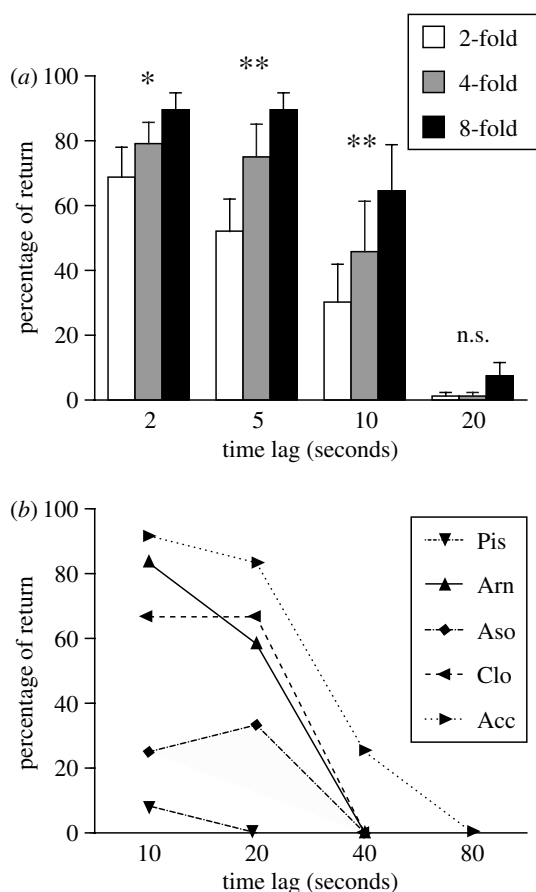 2-fold
4-fold
8-fold
(a) 100
80
60
40
20
0
percentage of return
*
**
**
n.s.
2 5 10 20
time lag (seconds)
(b) 100
80
60
40
20
0
percentage of return
Pis
Arn
Aso
Clo
Acc
10 20 40 80
time lag (seconds)